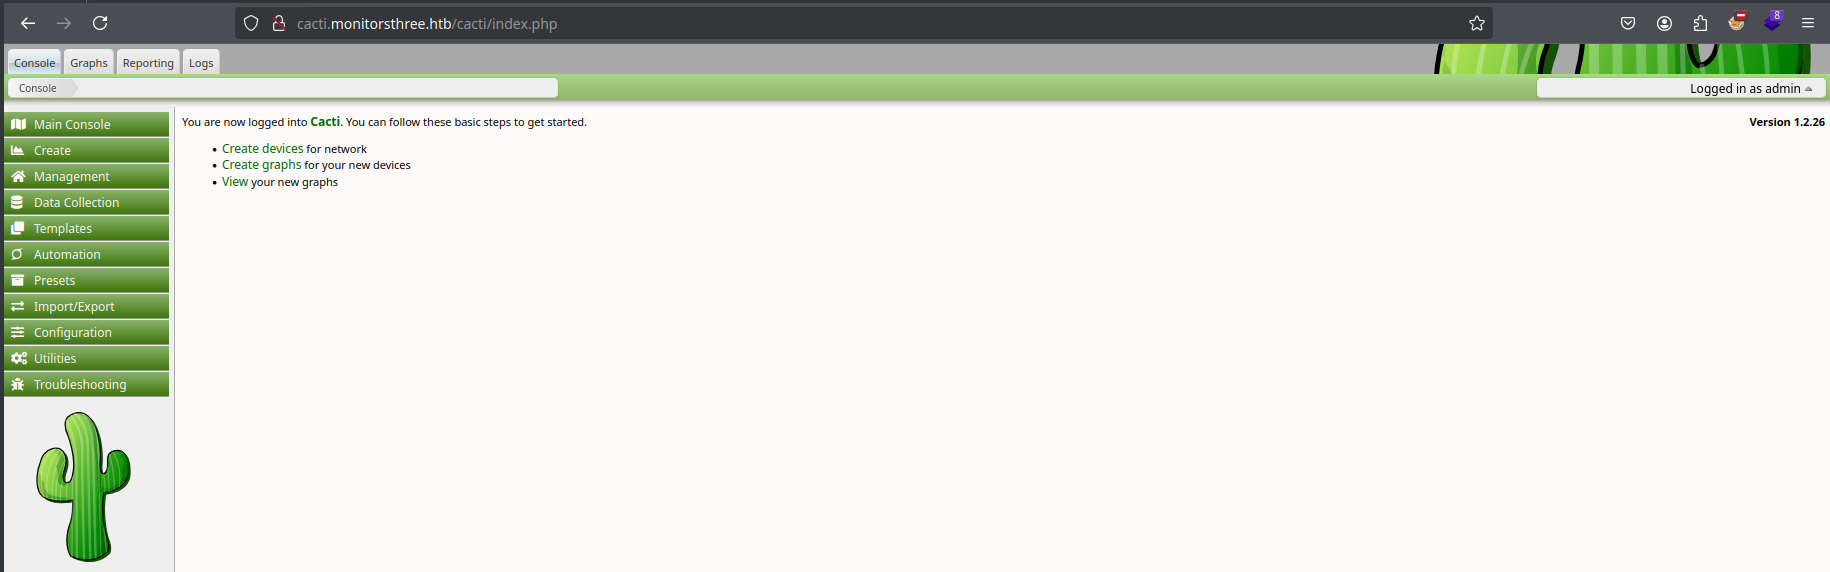 cacti.monitorsthree.htb/cacti/index.php
8
Console Graphs Reporting Logs
Console
Logged in as admin
Main Console
Create
Management
Data Collection
Templates
Automation
Presets
Import/Export
Configuration
Utilities
Troubleshooting
You are now logged into Cacti. You can follow these basic steps to get started.
Version 1.2.26
• Create devices for network
• Create graphs for your new devices
• View your new graphs